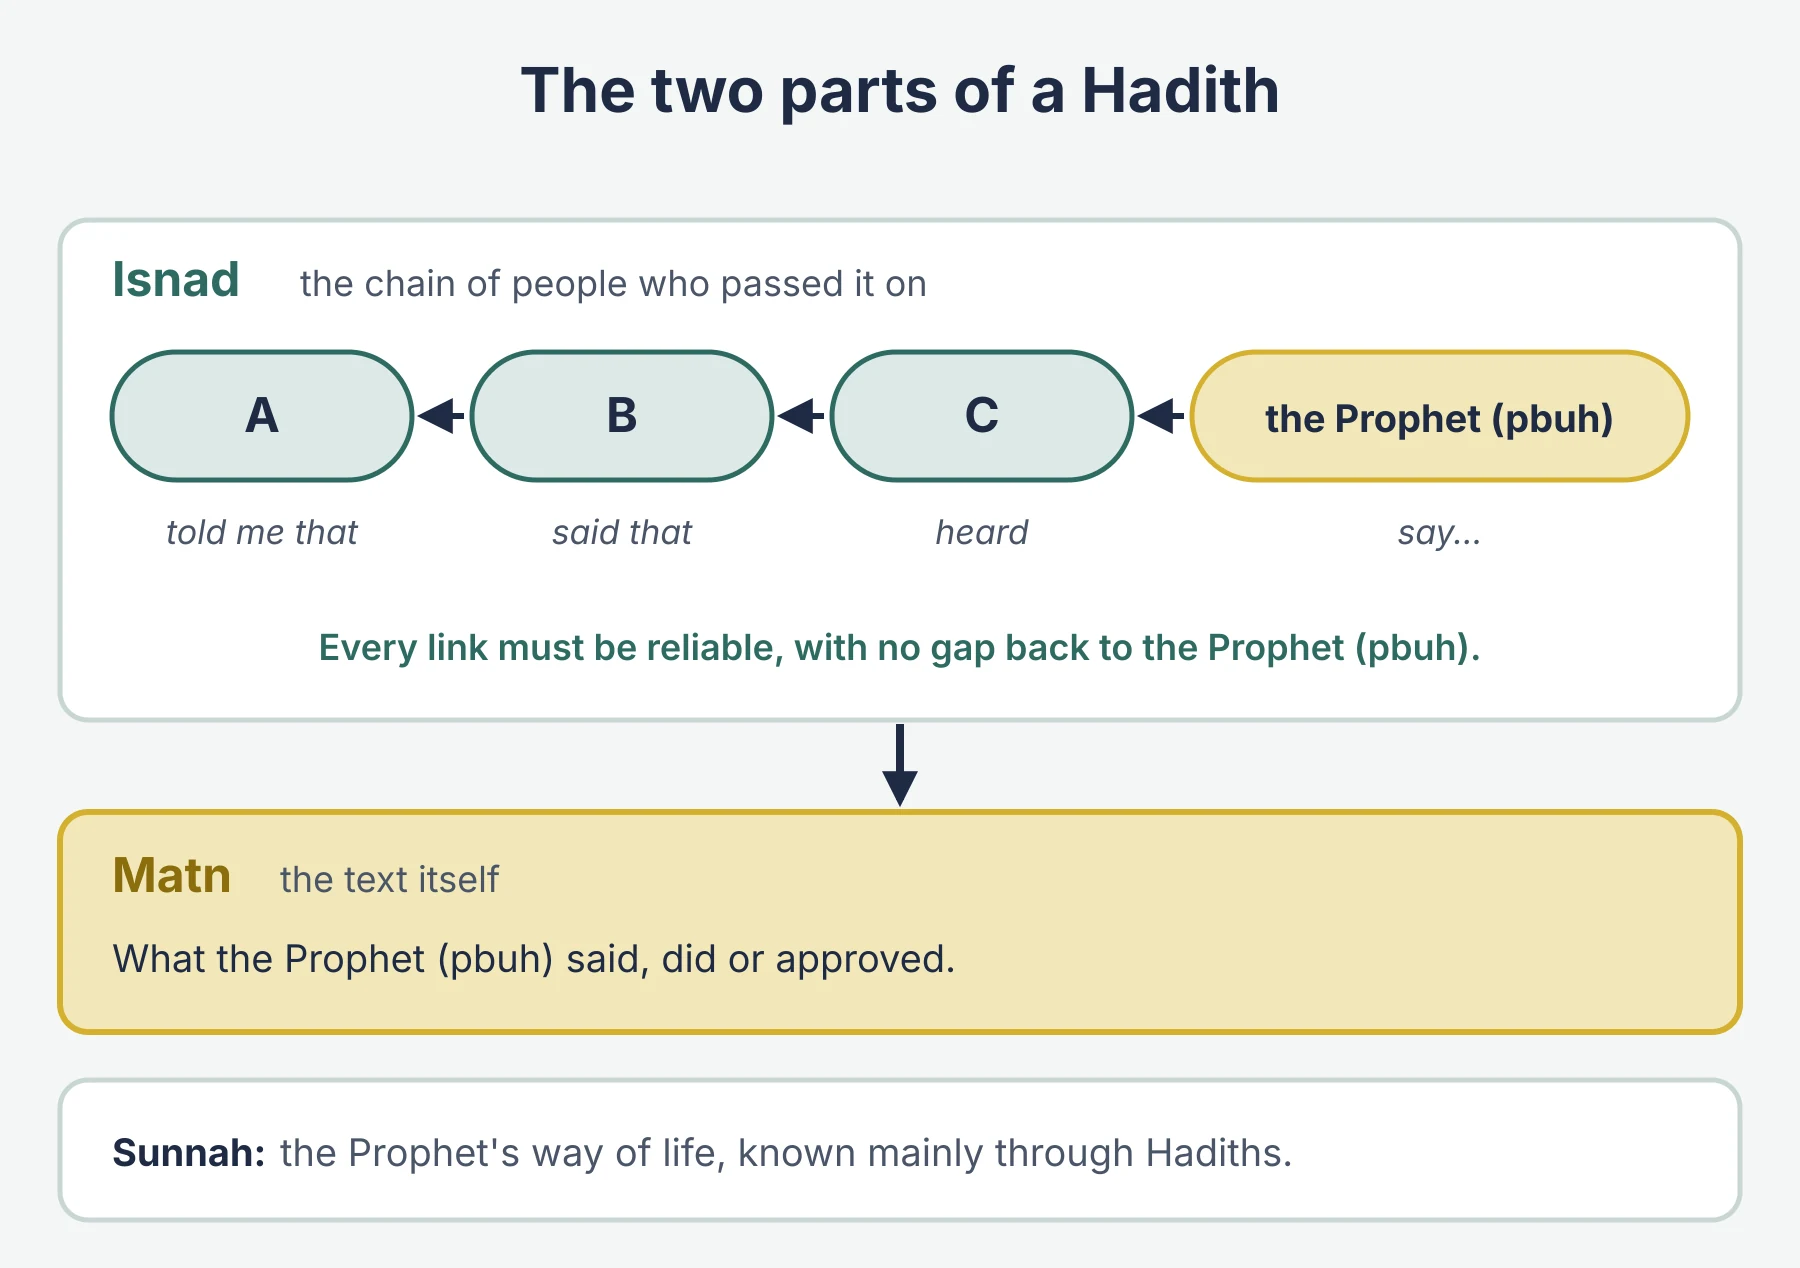 The two parts of a Hadith
Isnad the chain of people who passed it on
A B C the Prophet (pbuh)
told me that said that heard say...
Every link must be reliable, with no gap back to the Prophet (pbuh).
Matn the text itself
What the Prophet (pbuh) said, did or approved.
Sunnah: the Prophet's way of life, known mainly through Hadiths.